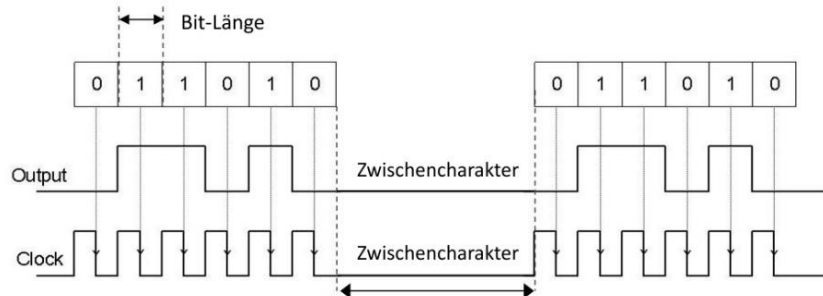 Bit-Länge
0 1 1 0 1 0 0 1 1 0 1 0
Output Zwischencharakter
Clock Zwischencharakter